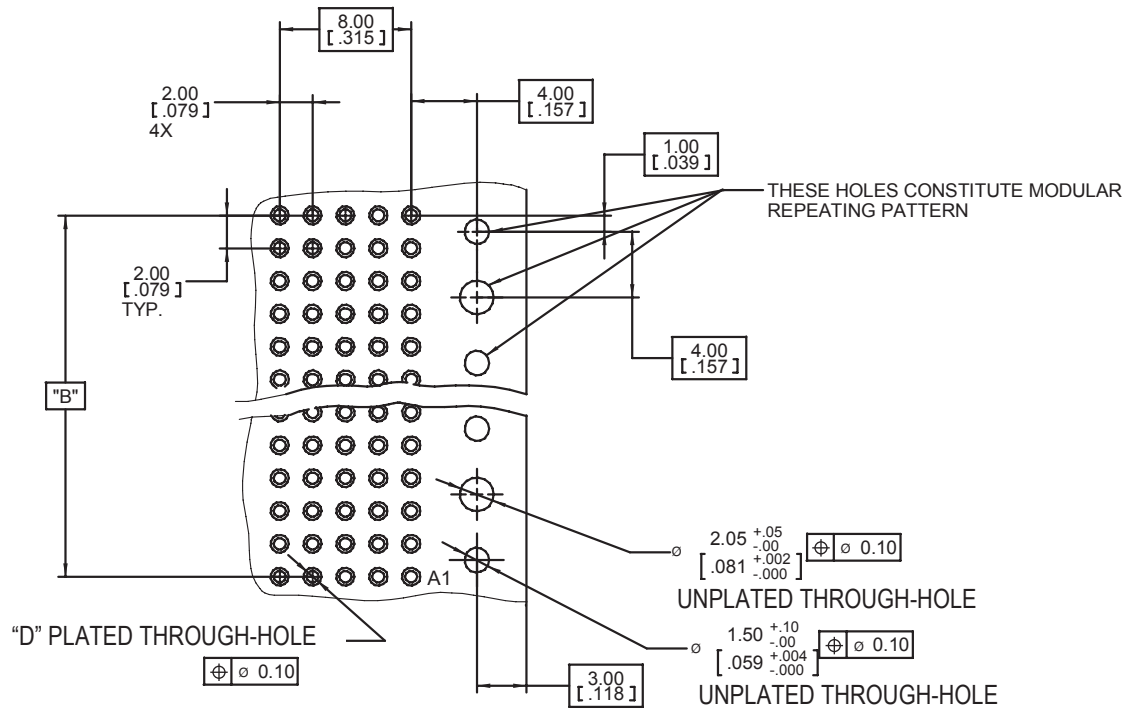 8.00
[ .315 ]
2.00
[ .079 ]
4X
4.00
[ .157 ]
1.00
[ .039 ]
THESE HOLES CONSTITUTE MODULAR
REPEATING PATTERN
2.00
[ .079 ]
TYP.
4.00
[ .157 ]
"B"
A1
ø 2.05 +.05 -.00
[ .081 +.002 -.000 ]
⌖ ø 0.10
UNPLATED THROUGH-HOLE
“D” PLATED THROUGH-HOLE
⌖ ø 0.10
ø 1.50 +.10 -.00
[ .059 +.004 -.000 ]
⌖ ø 0.10
UNPLATED THROUGH-HOLE
3.00
[ .118 ]